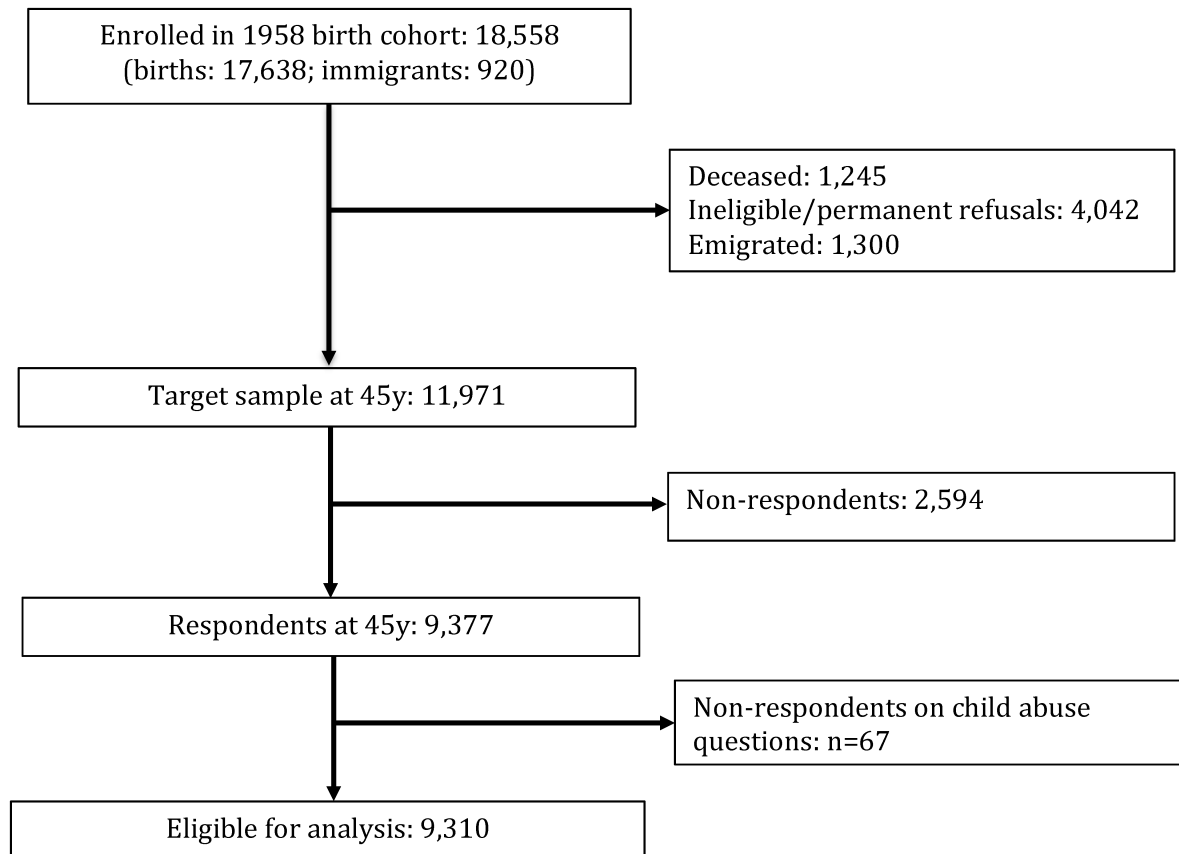 Enrolled in 1958 birth cohort: 18,558
(births: 17,638; immigrants: 920)
Deceased: 1,245
Ineligible/permanent refusals: 4,042
Emigrated: 1,300
Target sample at 45y: 11,971
Non-respondents: 2,594
Respondents at 45y: 9,377
Non-respondents on child abuse
questions: n=67
Eligible for analysis: 9,310